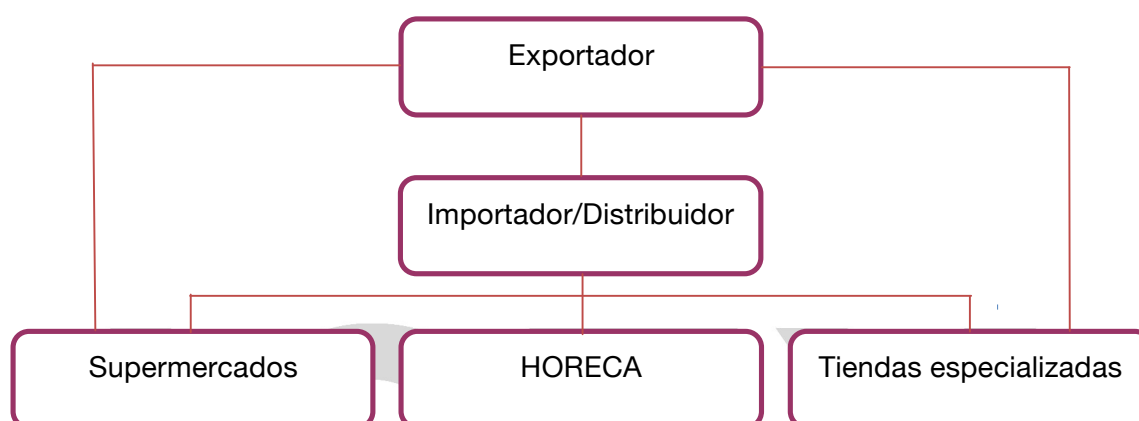 Exportador
Importador/Distribuidor
Supermercados
HORECA
Tiendas especializadas